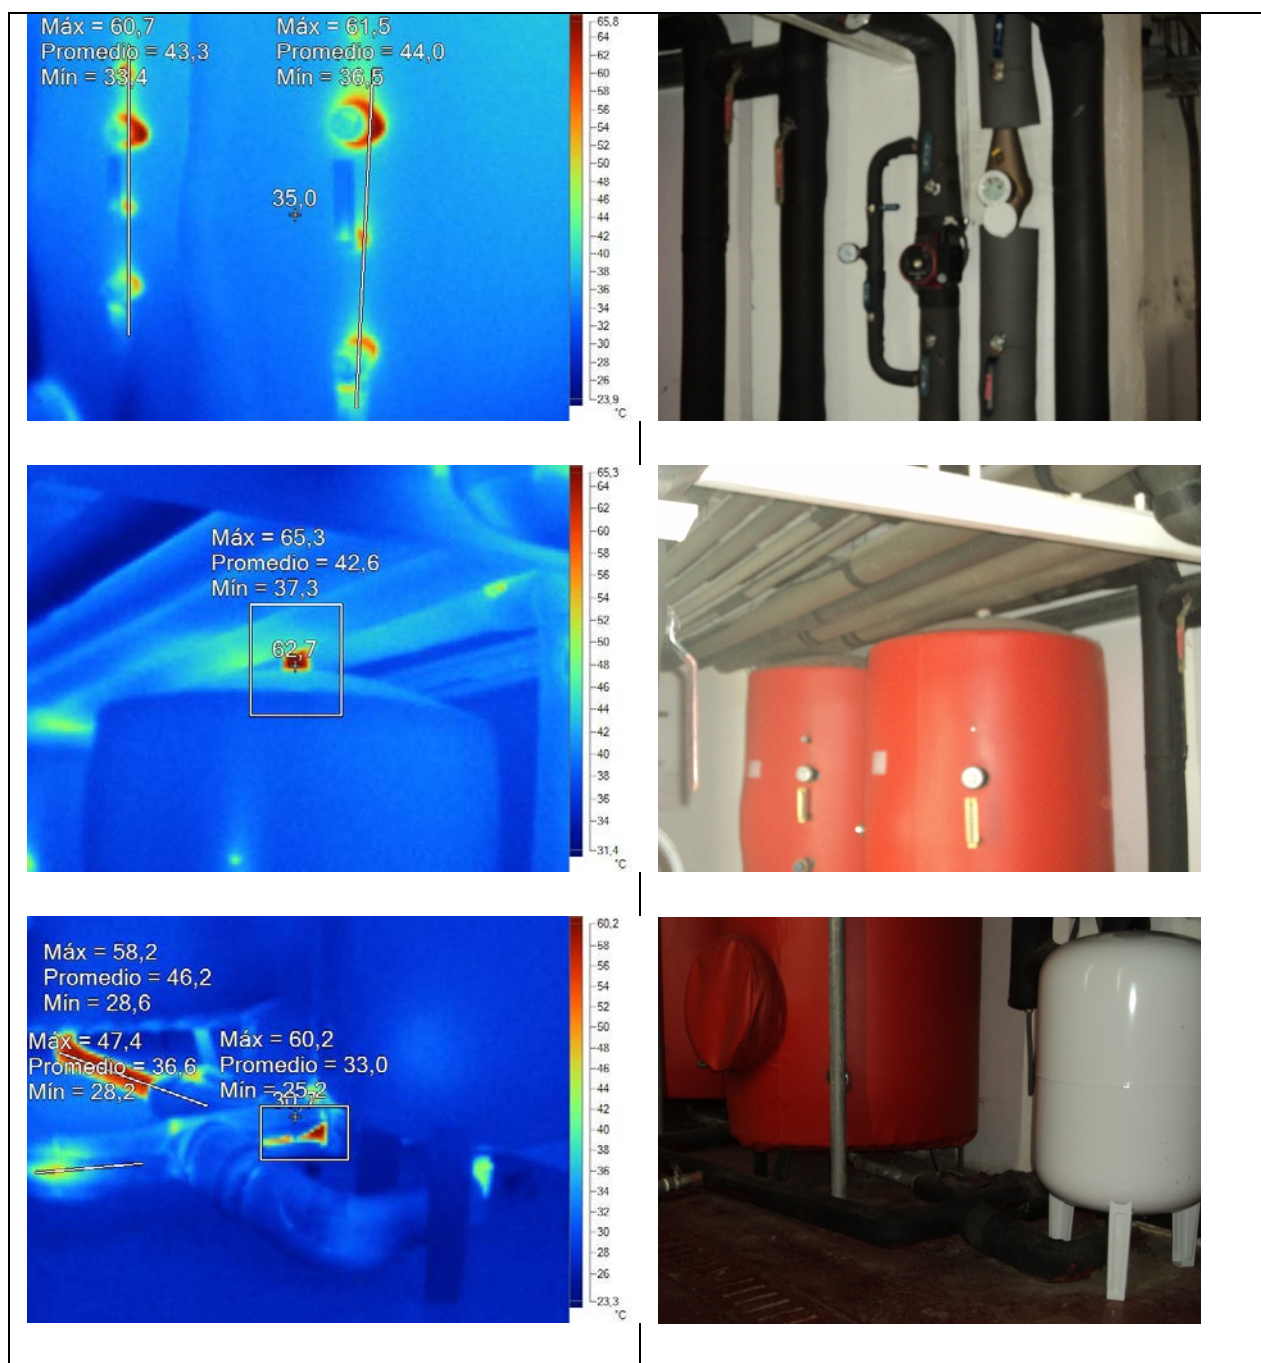 Máx = 60,7
Promedio = 43,3
Mín = 33,4
Máx = 61,5
Promedio = 44,0
Mín = 36,5
35,0
65,8
64
62
60
58
56
54
52
50
48
46
44
42
40
38
36
34
32
30
28
26
23,9
°C
Máx = 65,3
Promedio = 42,6
Mín = 37,3
62,7
65,3
64
62
60
58
56
54
52
50
48
46
44
42
40
38
36
34
31,4
°C
Máx = 58,2
Promedio = 46,2
Mín = 28,6
Máx = 47,4
Promedio = 36,6
Mín = 28,2
Máx = 60,2
Promedio = 33,0
Mín = 25,2
60,2
58
56
54
52
50
48
46
44
42
40
38
36
34
32
30
28
26
23,3
°C